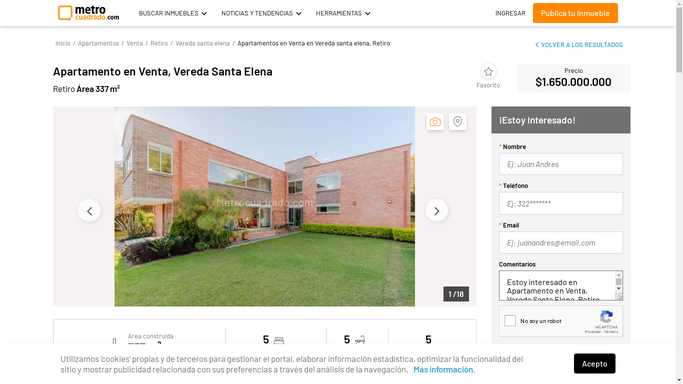 metro
cuadrado.com
BUSCAR INMUEBLES
NOTICIAS Y TENDENCIAS
HERRAMIENTAS
INGRESAR
Publica tu Inmueble
Inicio / Apartamentos / Venta / Retiro / Vereda santa elena / Apartamentos en Venta en Vereda santa elena, Retiro
VOLVER A LOS RESULTADOS
Apartamento en Venta, Vereda Santa Elena
Retiro Área 337 m²
Favorito
Precio
$1.650.000.000
Metrocuadrado.com
1 /18
¡Estoy Interesado!
* Nombre
Ej: Juan Andres
* Teléfono
Ej: 322*******
* Email
Ej: juanandres@email.com
Comentarios
Estoy interesado en
Apartamento en Venta,
Vereda Santa Elena, Retiro
No soy un robot
reCAPTCHA
Privacidad - Términos
Área construida
5
5
5
Utilizamos 'cookies' propias y de terceros para gestionar el portal, elaborar información estadística, optimizar la funcionalidad del
sitio y mostrar publicidad relacionada con sus preferencias a través del análisis de la navegación. Más información.
Acepto